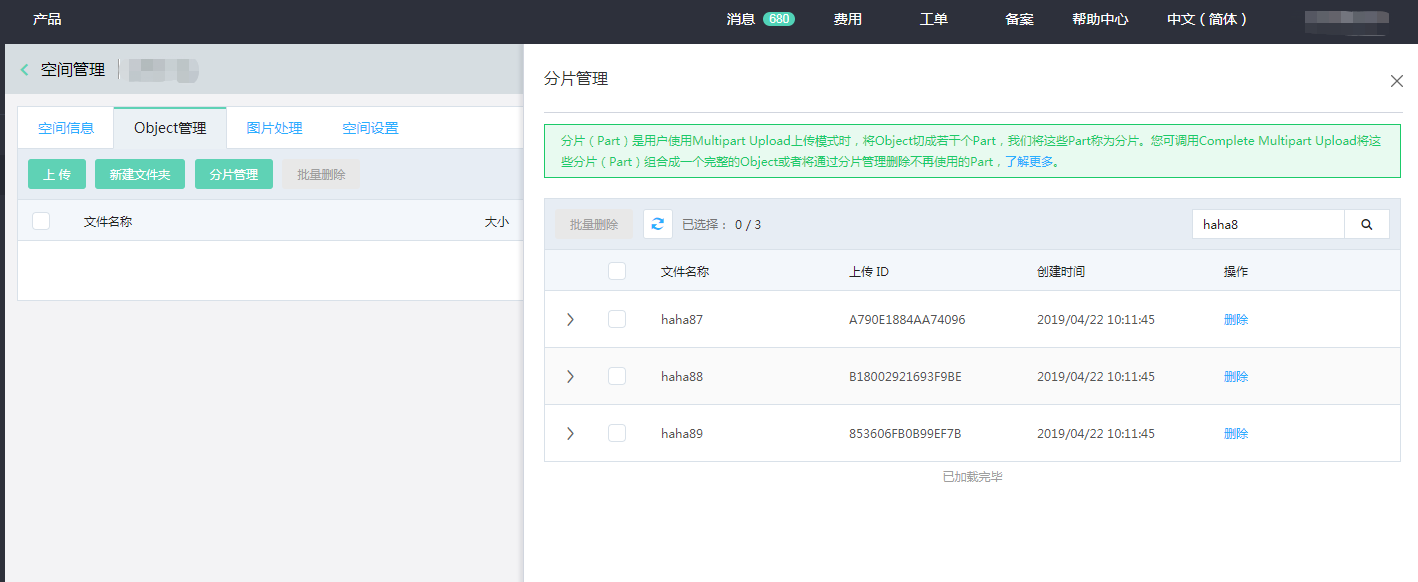 产品 消息 680 费用 工单 备案 帮助中心 中文（简体）
空间管理
空间信息 Object管理 图片处理 空间设置
上 传 新建文件夹 分片管理 批量删除
文件名称 大小
分片管理
分片（Part）是用户使用Multipart Upload上传模式时，将Object切成若干个Part，我们将这些Part称为分片。您可调用Complete Multipart Upload将这
些分片（Part）组合成一个完整的Object或者将通过分片管理删除不再使用的Part，了解更多。
批量删除 已选择： 0 / 3 haha8
文件名称 上传 ID 创建时间 操作
haha87 A790E1884AA74096 2019/04/22 10:11:45 删除
haha88 B18002921693F9BE 2019/04/22 10:11:45 删除
haha89 853606FB0B99EF7B 2019/04/22 10:11:45 删除
已加载完毕